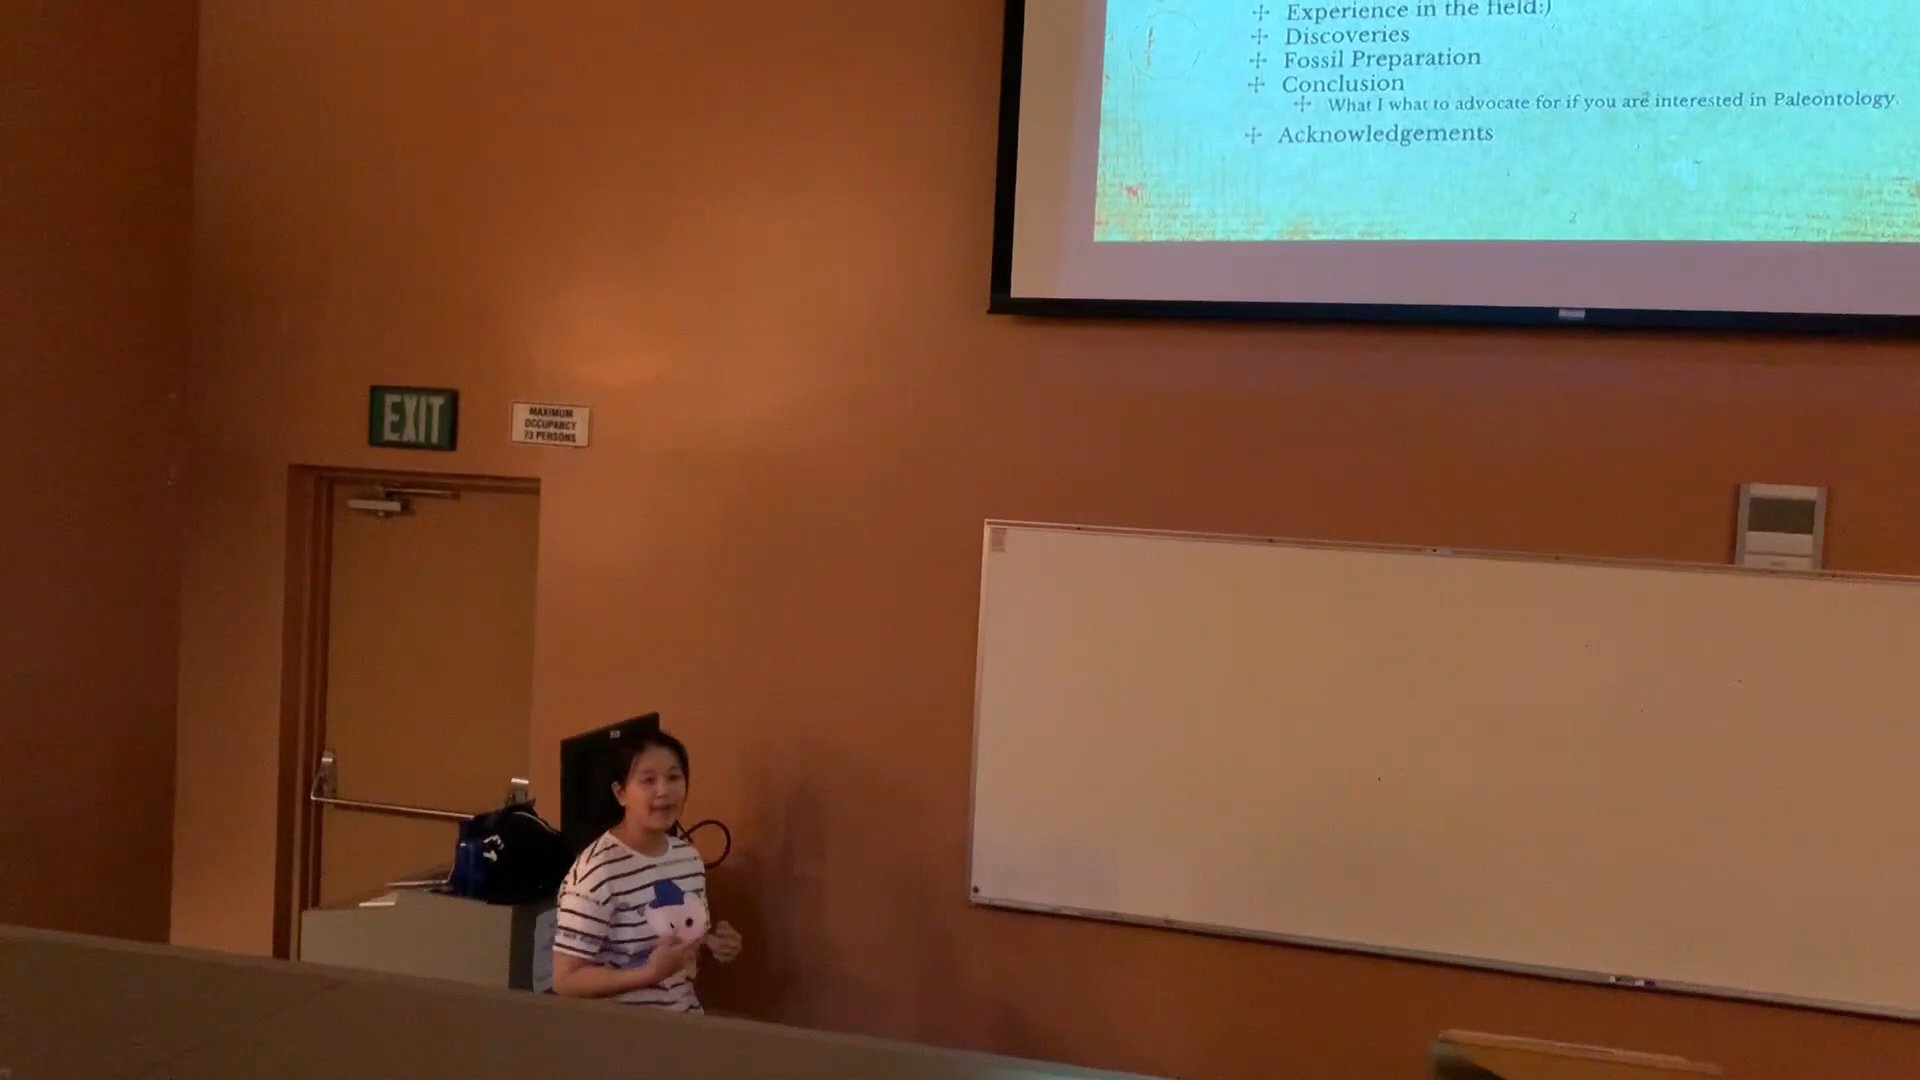 Experience in the field:)
Discoveries
Fossil Preparation
Conclusion
What I what to advocate for if you are interested in Paleontology.
Acknowledgements
2
EXIT
MAXIMUM
OCCUPANCY
73 PERSONS